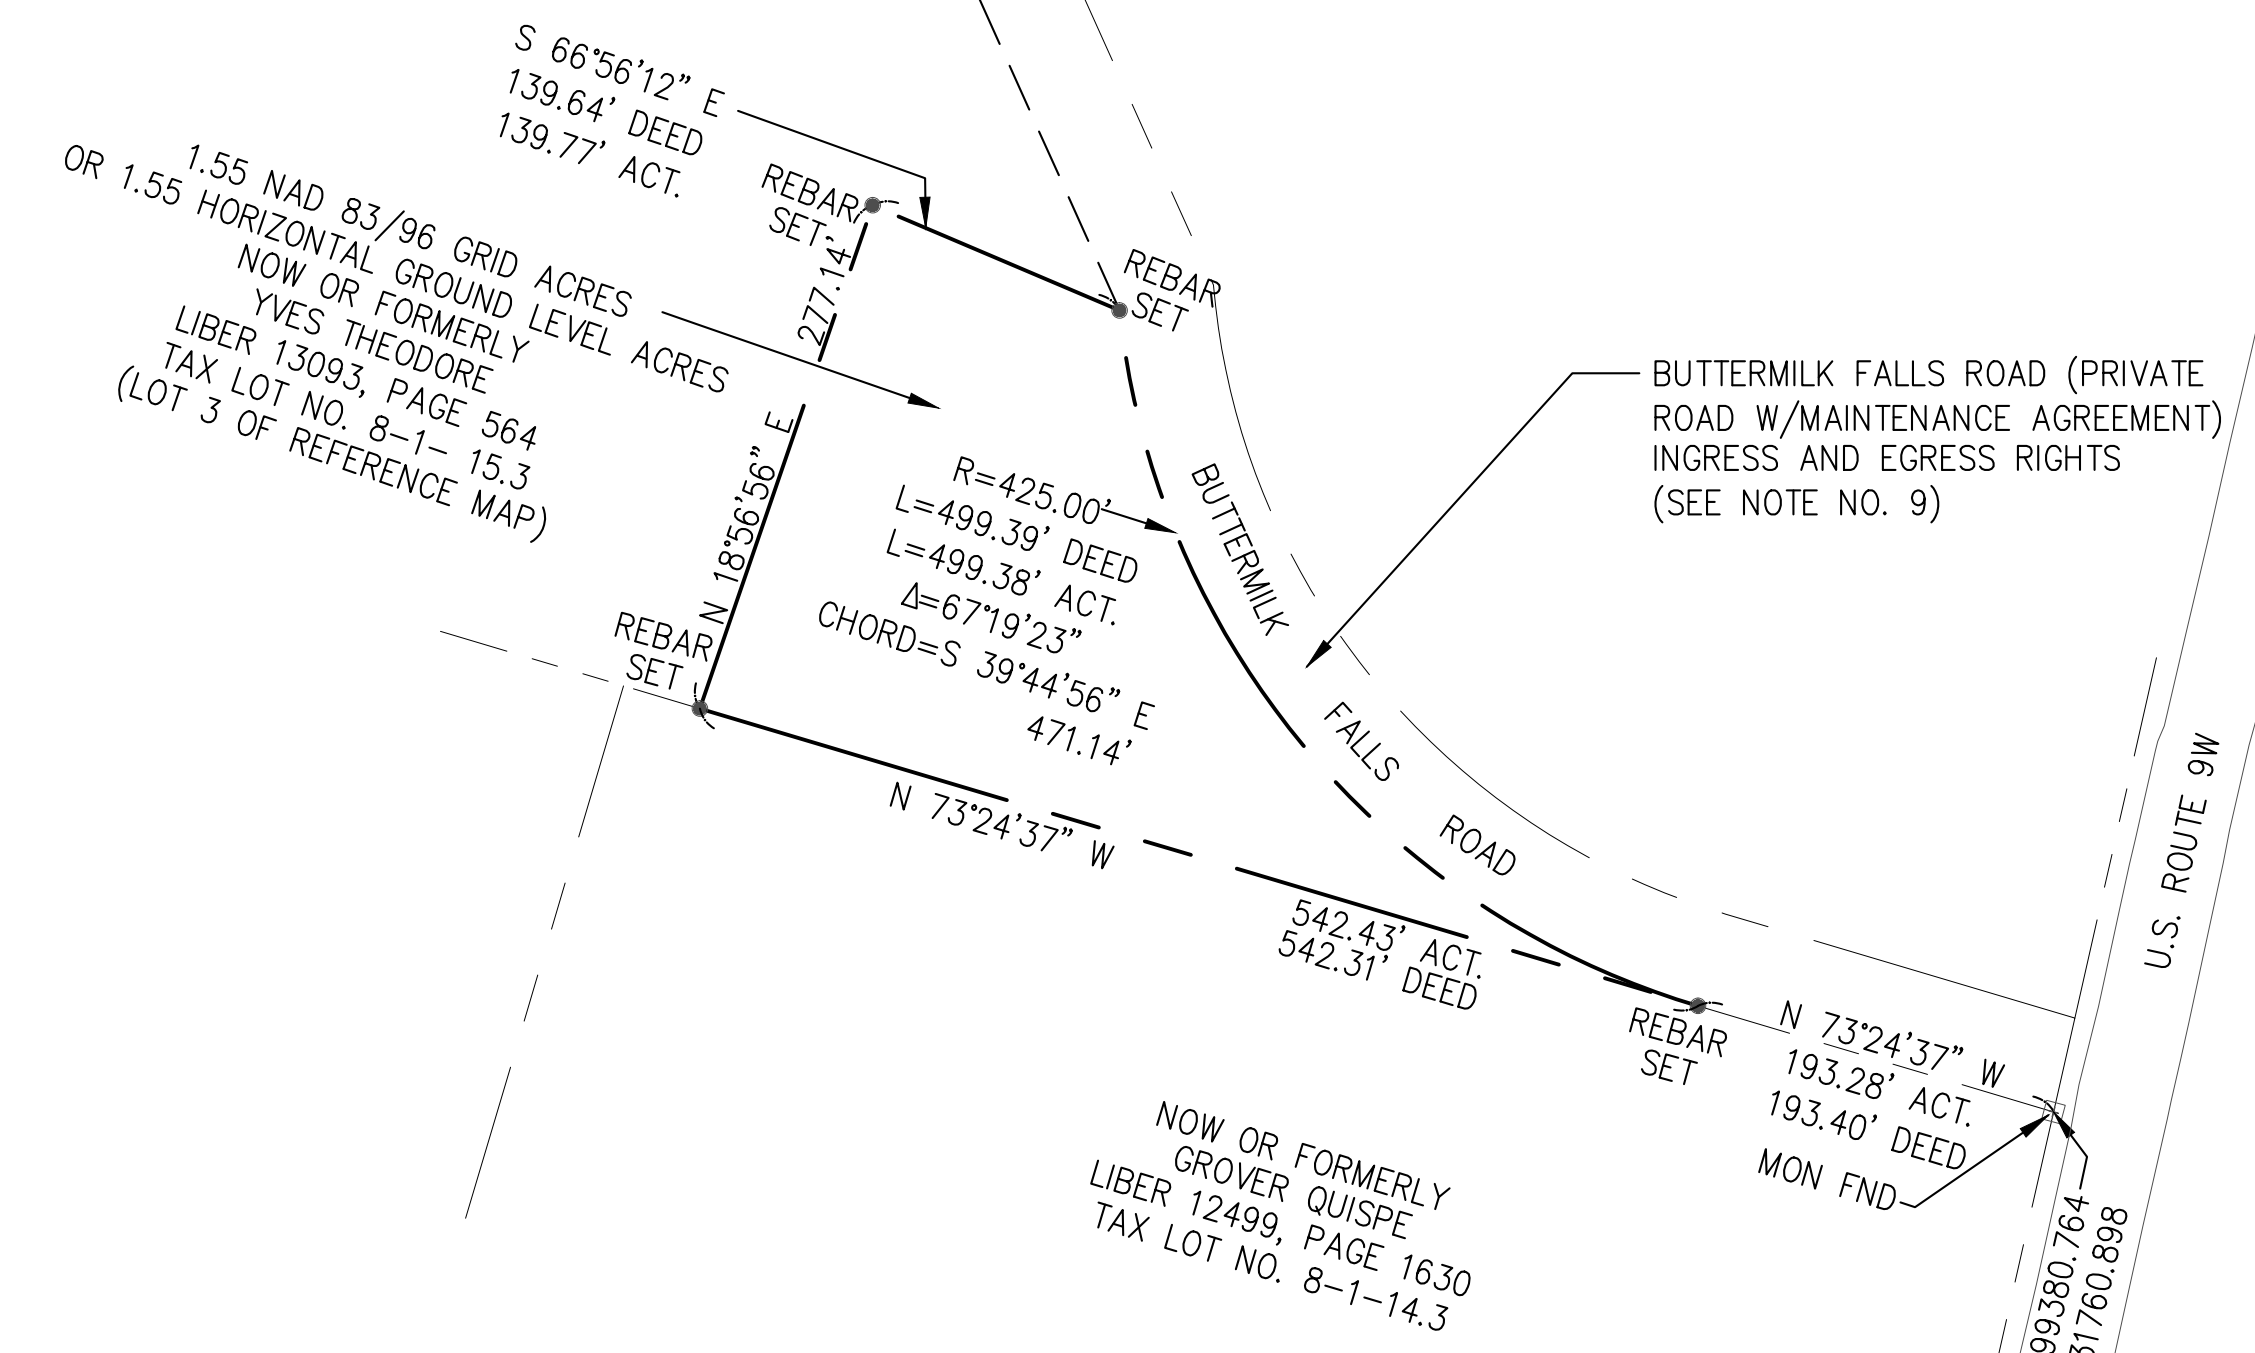 S 66°56'12" E
139.64' DEED
139.77' ACT.
REBAR
SET
277.14'
1.55 NAD 83/96 GRID ACRES
OR 1.55 HORIZONTAL GROUND LEVEL ACRES
NOW OR FORMERLY
YVES THEODORE
LIBER 13093, PAGE 564
TAX LOT NO. 8-1- 15.3
(LOT 3 OF REFERENCE MAP)
REBAR
SET
N 18°56'56" E
REBAR
SET
R=425.00'
L=499.39' DEED
L=499.38' ACT.
Δ=67°19'23"
CHORD=S 39°44'56" E
471.14'
BUTTERMILK FALLS ROAD
BUTTERMILK FALLS ROAD (PRIVATE
ROAD W/MAINTENANCE AGREEMENT)
INGRESS AND EGRESS RIGHTS
(SEE NOTE NO. 9)
N 73°24'37" W
542.43' ACT.
542.31' DEED
REBAR
SET
N 73°24'37" W
193.28' ACT.
193.40' DEED
MON FND
U.S. ROUTE 9W
NOW OR FORMERLY
GROVER QUISPE
LIBER 12499, PAGE 1630
TAX LOT NO. 8-1-14.3
99380.764
31760.898